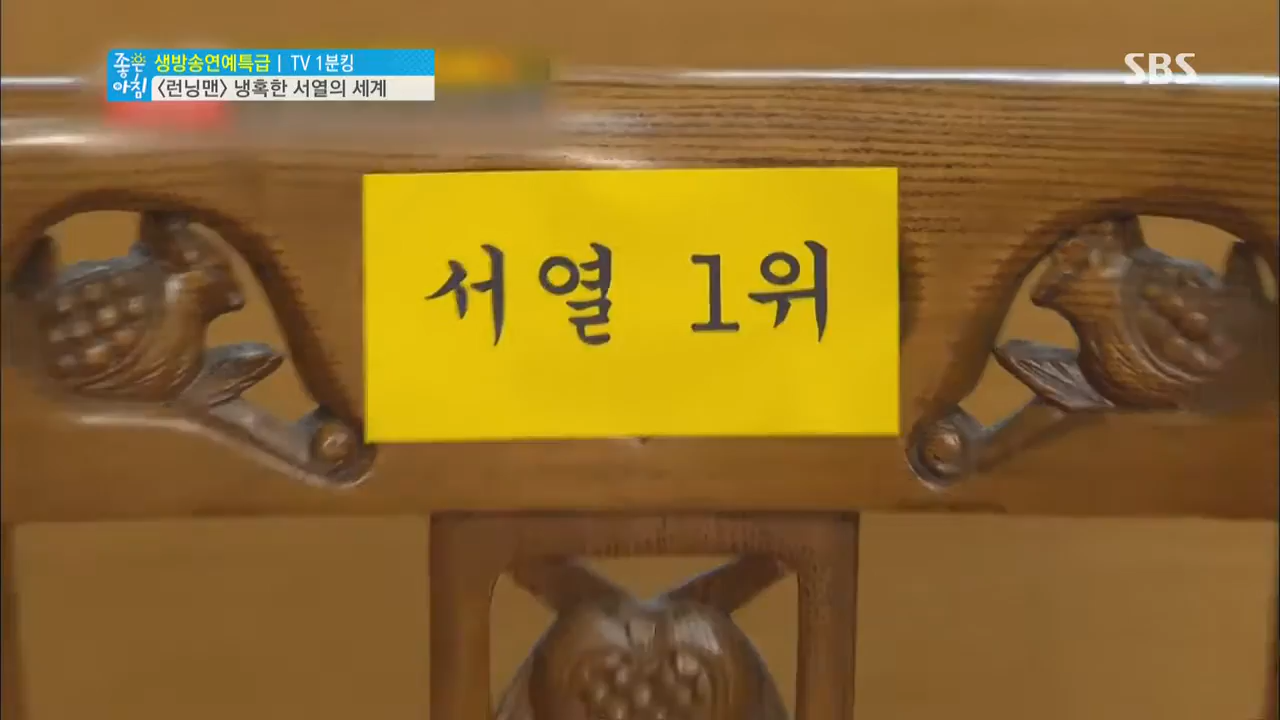 좋은
아침
생방송연예특급 | TV 1분킹
<런닝맨> 냉혹한 서열의 세계
SBS
서열 1위